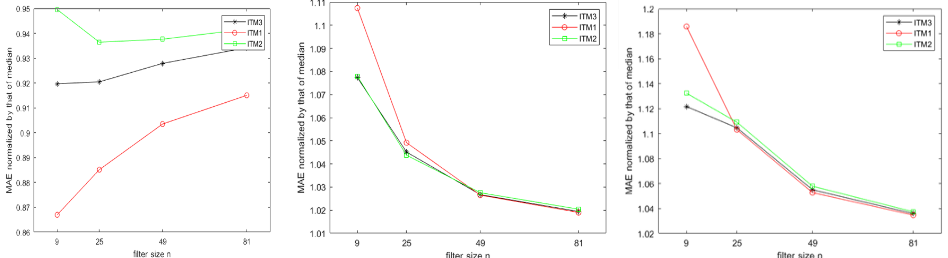 MAE normalized by that of median
0.95
0.94
0.93
0.92
0.91
0.9
0.89
0.88
0.87
0.86
9
25
49
81
filter size n
ITM3
ITM1
ITM2
MAE normalized by that of median
1.11
1.1
1.09
1.08
1.07
1.06
1.05
1.04
1.03
1.02
1.01
9
25
49
81
filter size n
ITM3
ITM1
ITM2
MAE normalized by that of median
1.2
1.18
1.16
1.14
1.12
1.1
1.08
1.06
1.04
1.02
9
25
49
81
filter size n
ITM3
ITM1
ITM2